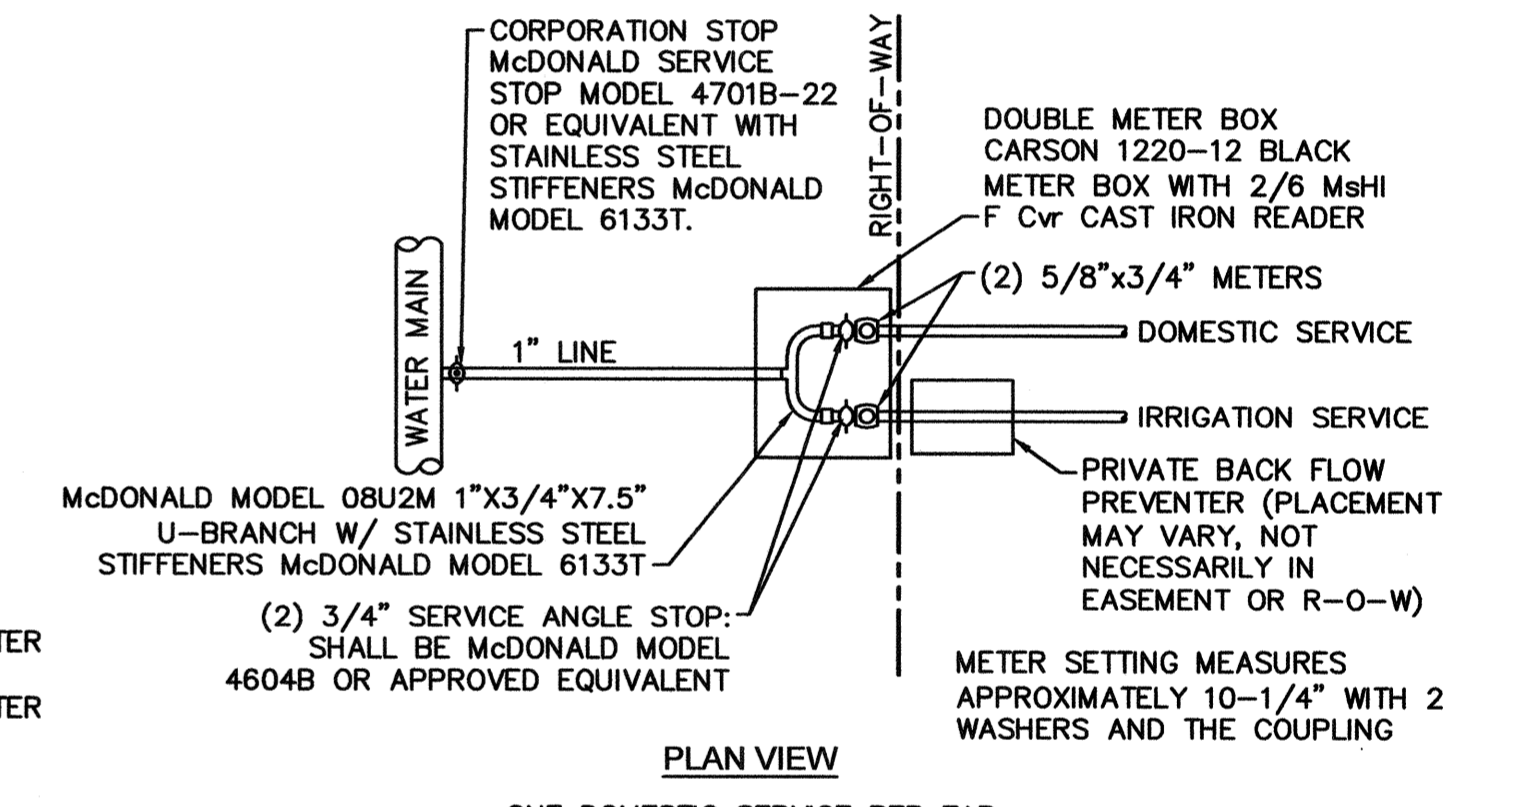 CORPORATION STOP
McDONALD SERVICE
STOP MODEL 4701B-22
OR EQUIVALENT WITH
STAINLESS STEEL
STIFFENERS McDONALD
MODEL 6133T.
RIGHT-OF-WAY
DOUBLE METER BOX
CARSON 1220-12 BLACK
METER BOX WITH 2/6 MsHI
F Cvr CAST IRON READER
(2) 5/8"x3/4" METERS
WATER MAIN
1" LINE
DOMESTIC SERVICE
IRRIGATION SERVICE
PRIVATE BACK FLOW
PREVENTER (PLACEMENT
MAY VARY, NOT
NECESSARILY IN
EASEMENT OR R-O-W)
McDONALD MODEL 08U2M 1"X3/4"X7.5"
U-BRANCH W/ STAINLESS STEEL
STIFFENERS McDONALD MODEL 6133T
(2) 3/4" SERVICE ANGLE STOP:
SHALL BE McDONALD MODEL
4604B OR APPROVED EQUIVALENT
METER SETTING MEASURES
APPROXIMATELY 10-1/4" WITH 2
WASHERS AND THE COUPLING
PLAN VIEW